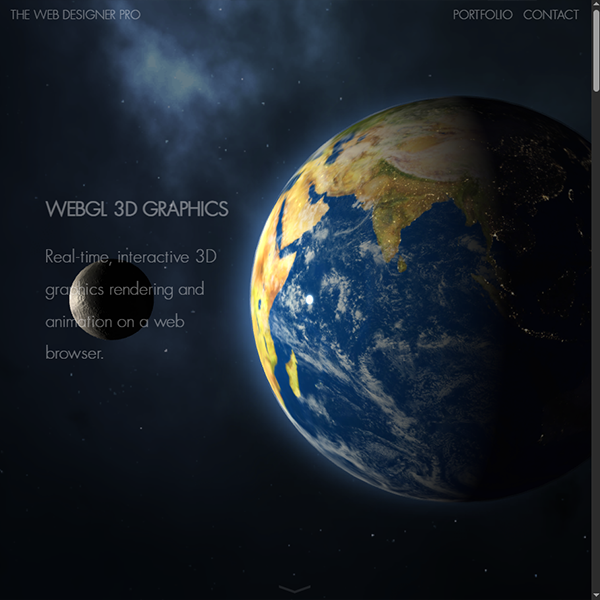 THE WEB DESIGNER PRO
PORTFOLIO CONTACT
WEBGL 3D GRAPHICS
Real-time, interactive 3D
graphics rendering and
animation on a web
browser.